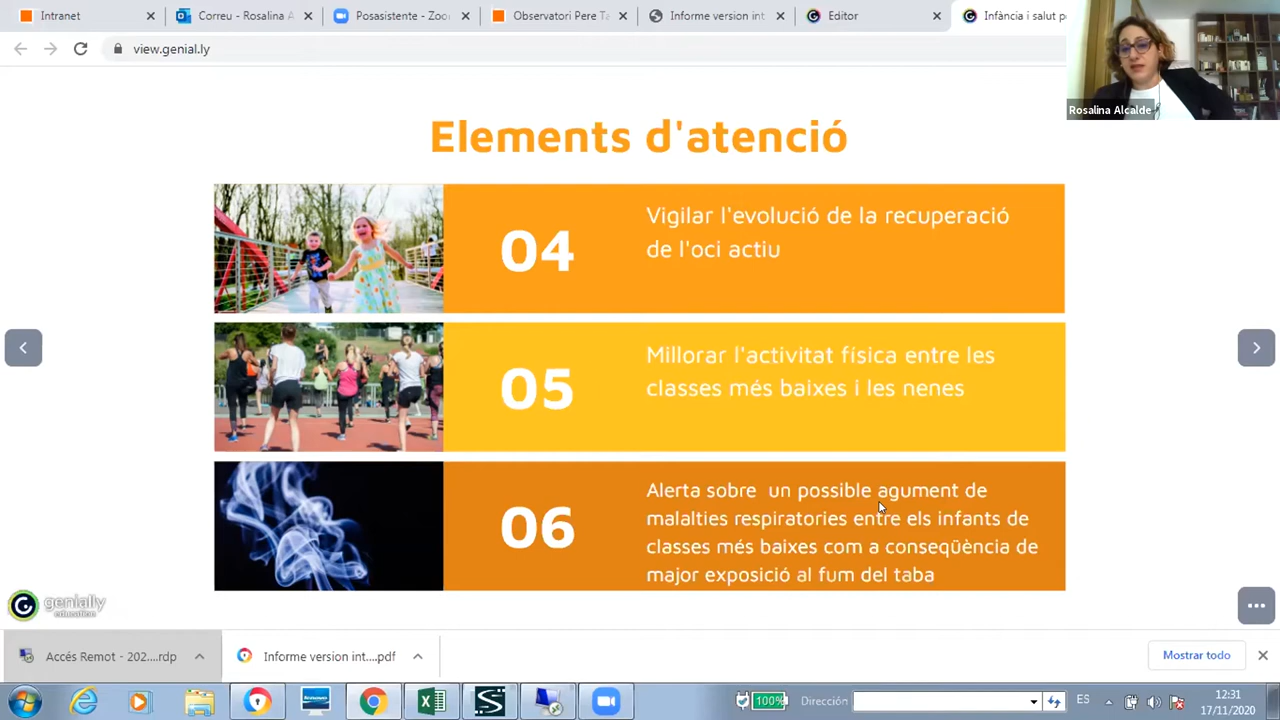 Intranet
Correu - Rosalina A
Posasistente - Zoo
Observatori Pere Ta
Informe version int
Editor
Infància i salut p
view.genial.ly
Rosalina Alcalde
Elements d'atenció
04
Vigilar l'evolució de la recuperació
de l'oci actiu
05
Millorar l'activitat física entre les
classes més baixes i les nenes
06
Alerta sobre un possible agument de
malalties respiratories entre els infants de
classes més baixes com a conseqüència de
major exposició al fum del taba
genially
education
Accés Remot - 202....rdp
Informe version int....pdf
Mostrar todo
lenovo
100%
Dirección
ES
12:31
17/11/2020